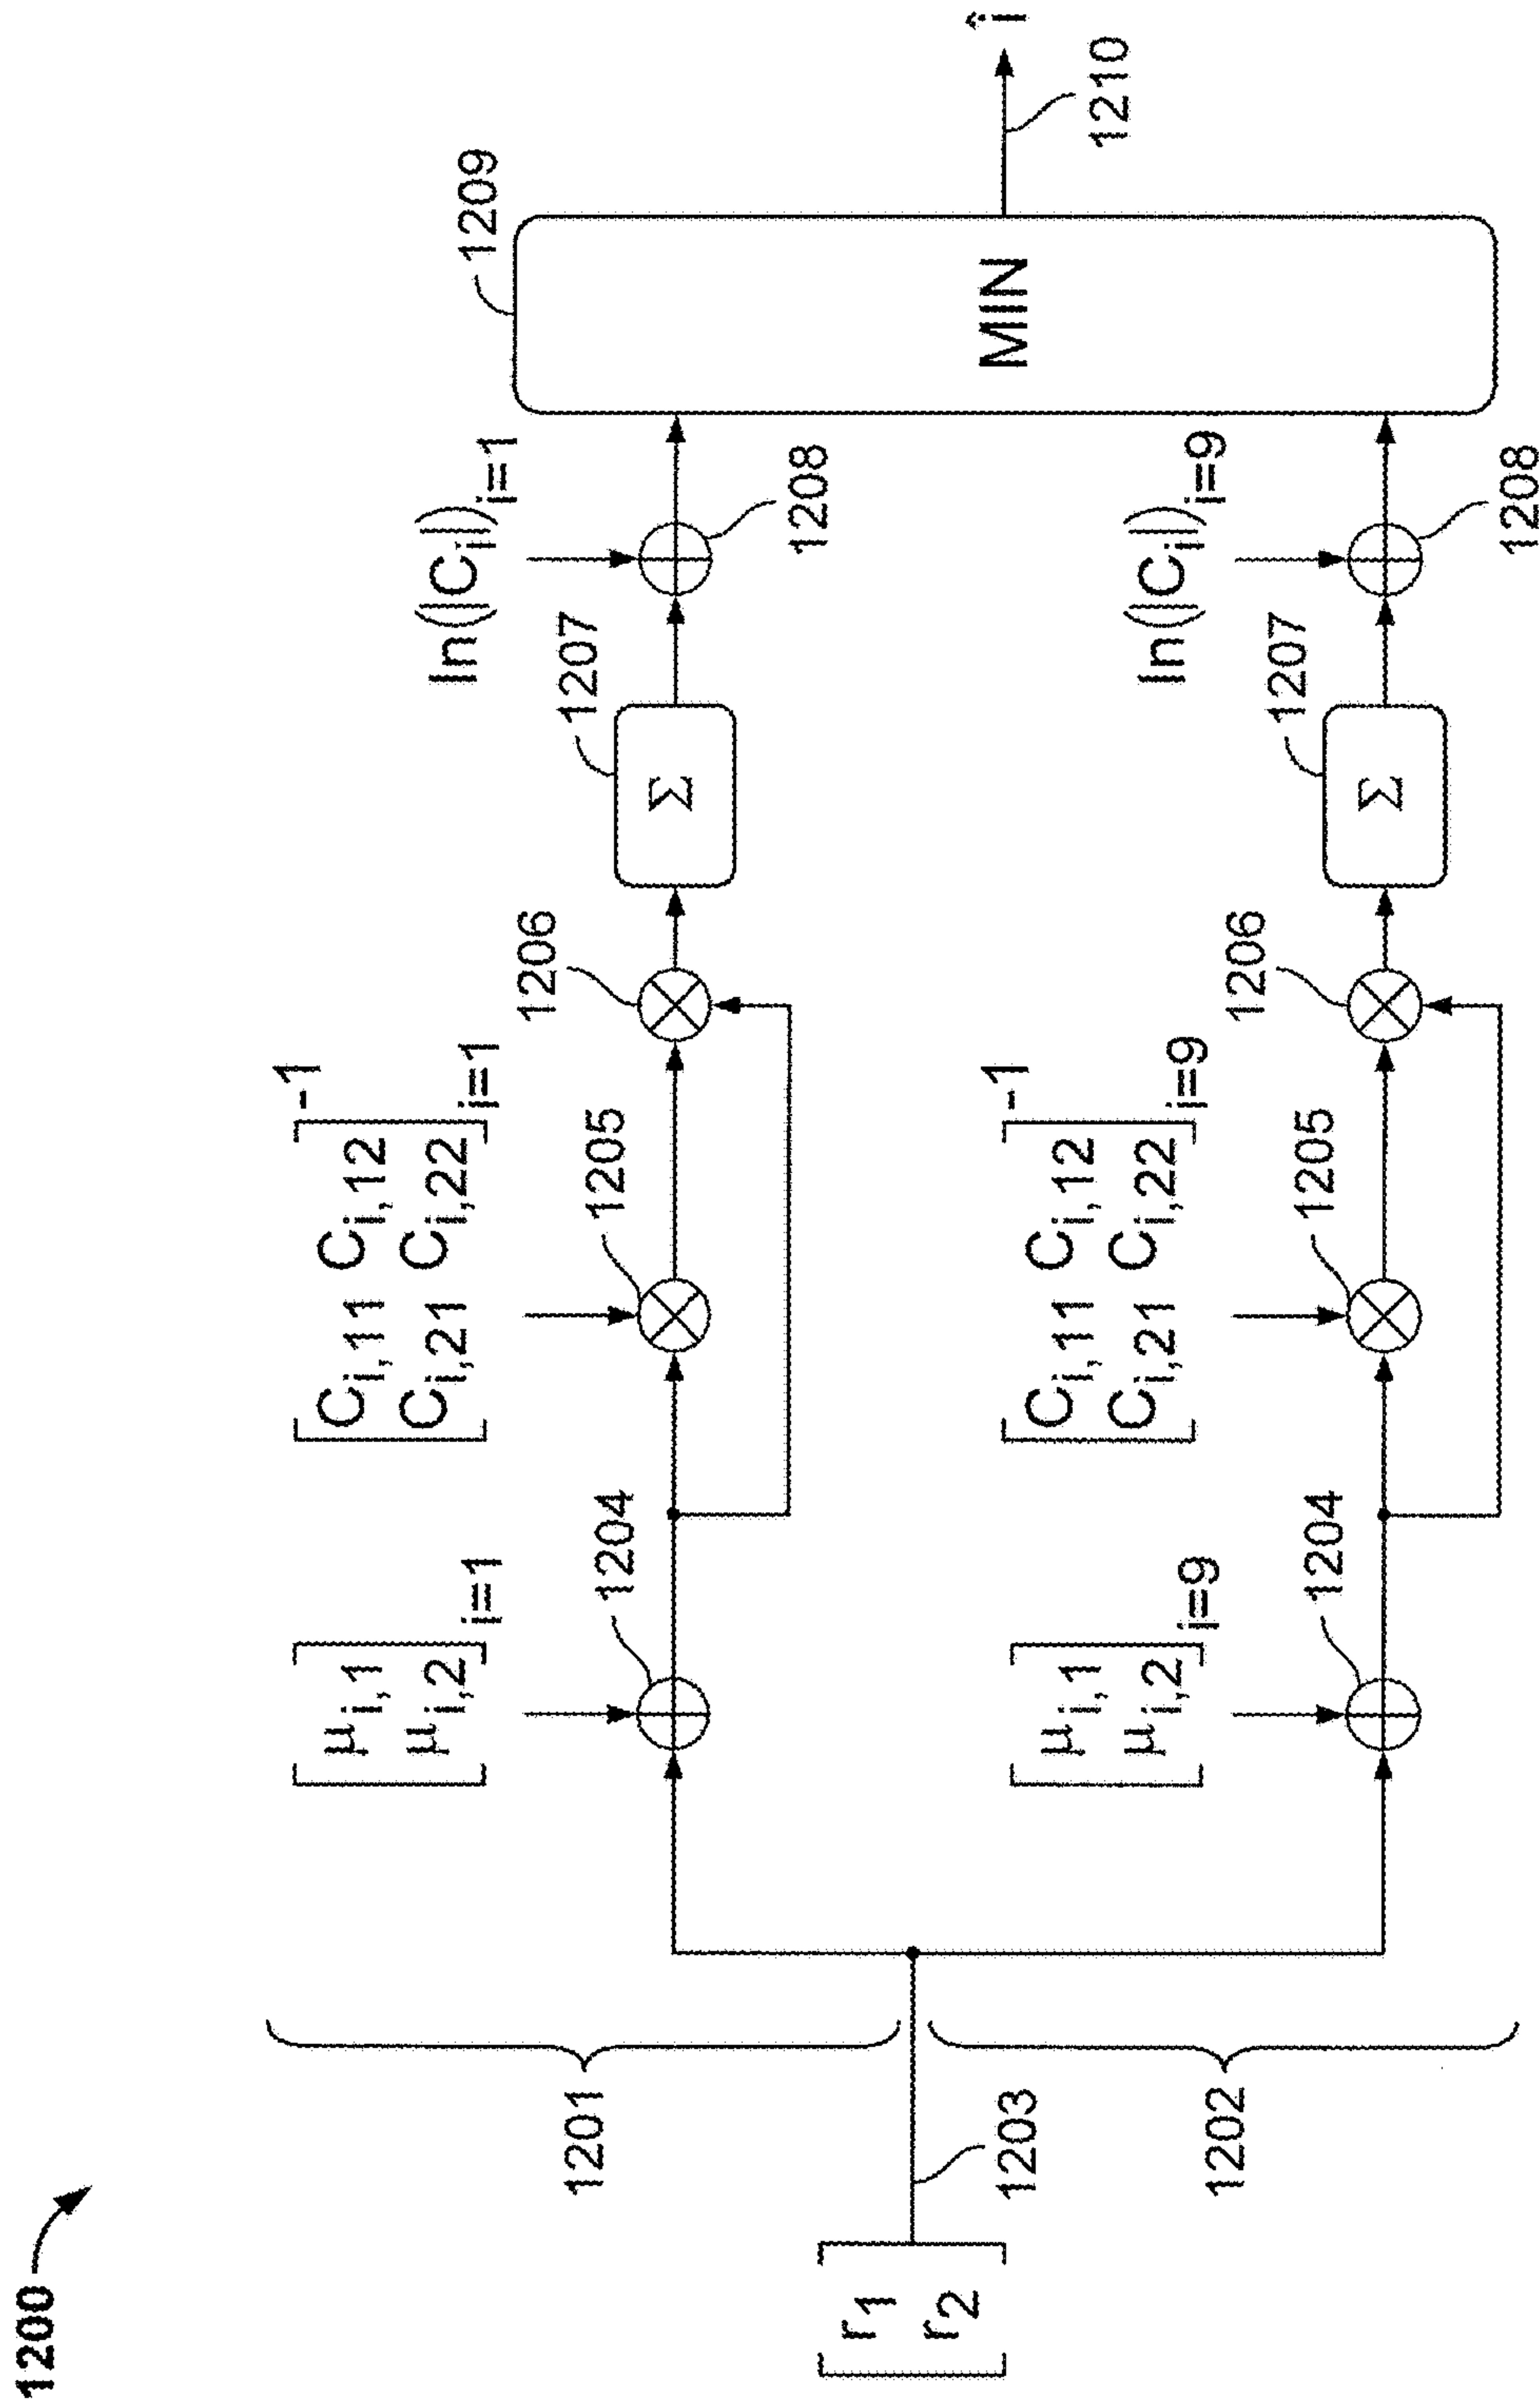 1200
[r1
r2]
1203
1201
1202
[μi,1
μi,2] i=1
1204
[Ci,11 Ci,12
Ci,21 Ci,22]-1 i=1
1205
1206
Σ
1207
ln(|Ci|)i=1
1208
[μi,1
μi,2] i=9
1204
[Ci,11 Ci,12
Ci,21 Ci,22]-1 i=9
1205
1206
Σ
1207
ln(|Ci|)i=9
1208
MIN
1209
1210
î